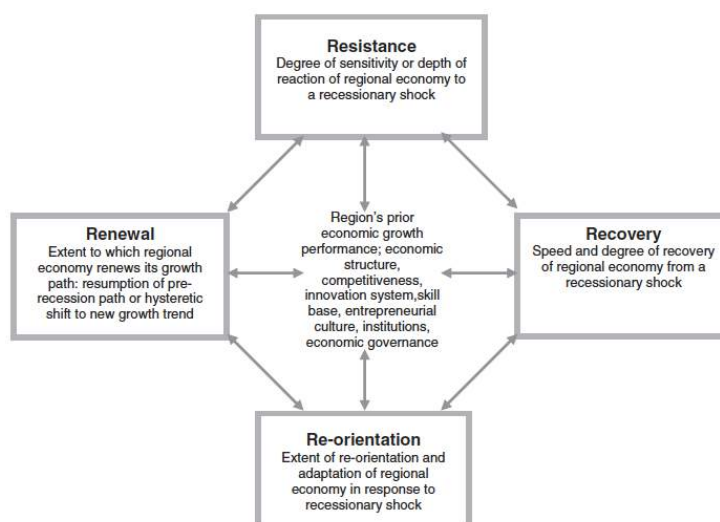 Resistance
Degree of sensitivity or depth of
reaction of regional economy to
a recessionary shock
Renewal
Extent to which regional
economy renews its growth
path: resumption of pre-
recession path or hysteretic
shift to new growth trend
Region's prior
economic growth
performance; economic
structure,
competitiveness,
innovation system,skill
base, entrepreneurial
culture, institutions,
economic governance
Recovery
Speed and degree of recovery
of regional economy from a
recessionary shock
Re-orientation
Extent of re-orientation and
adaptation of regional
economy in response to
recessionary shock